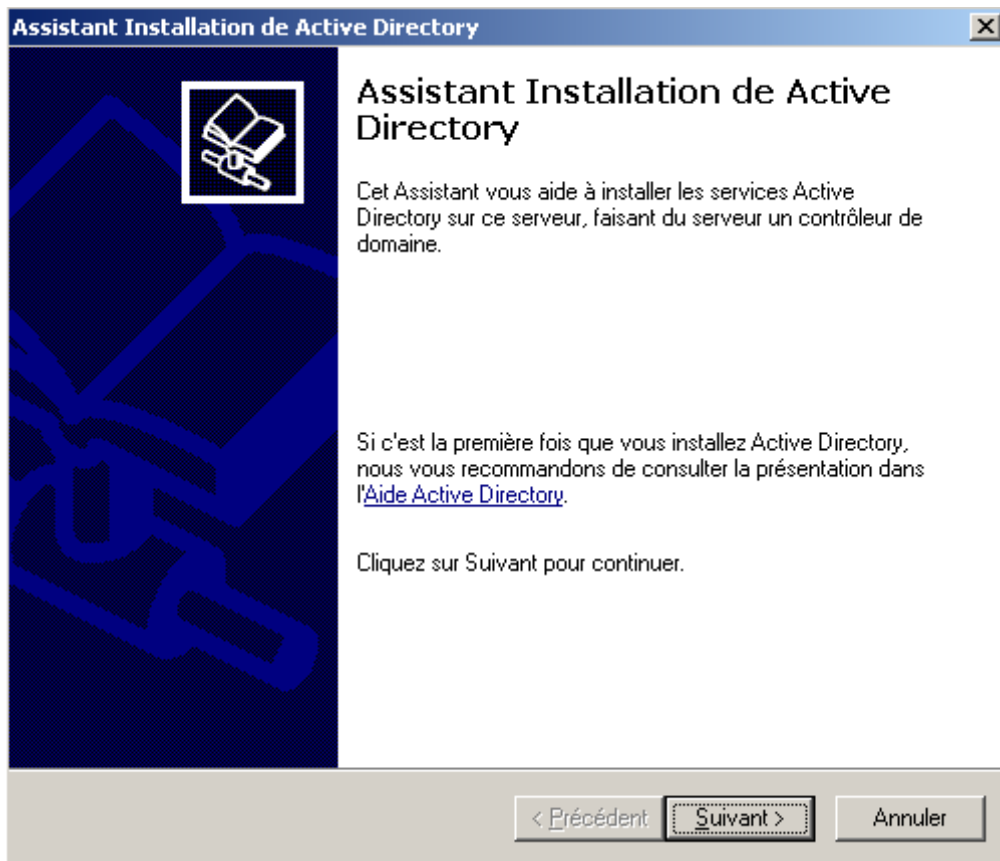 Assistant Installation de Active Directory
Assistant Installation de Active
Directory
Cet Assistant vous aide à installer les services Active
Directory sur ce serveur, faisant du serveur un contrôleur de
domaine.
Si c'est la première fois que vous installez Active Directory,
nous vous recommandons de consulter la présentation dans
l'Aide Active Directory.
Cliquez sur Suivant pour continuer.
< Précédent Suivant > Annuler